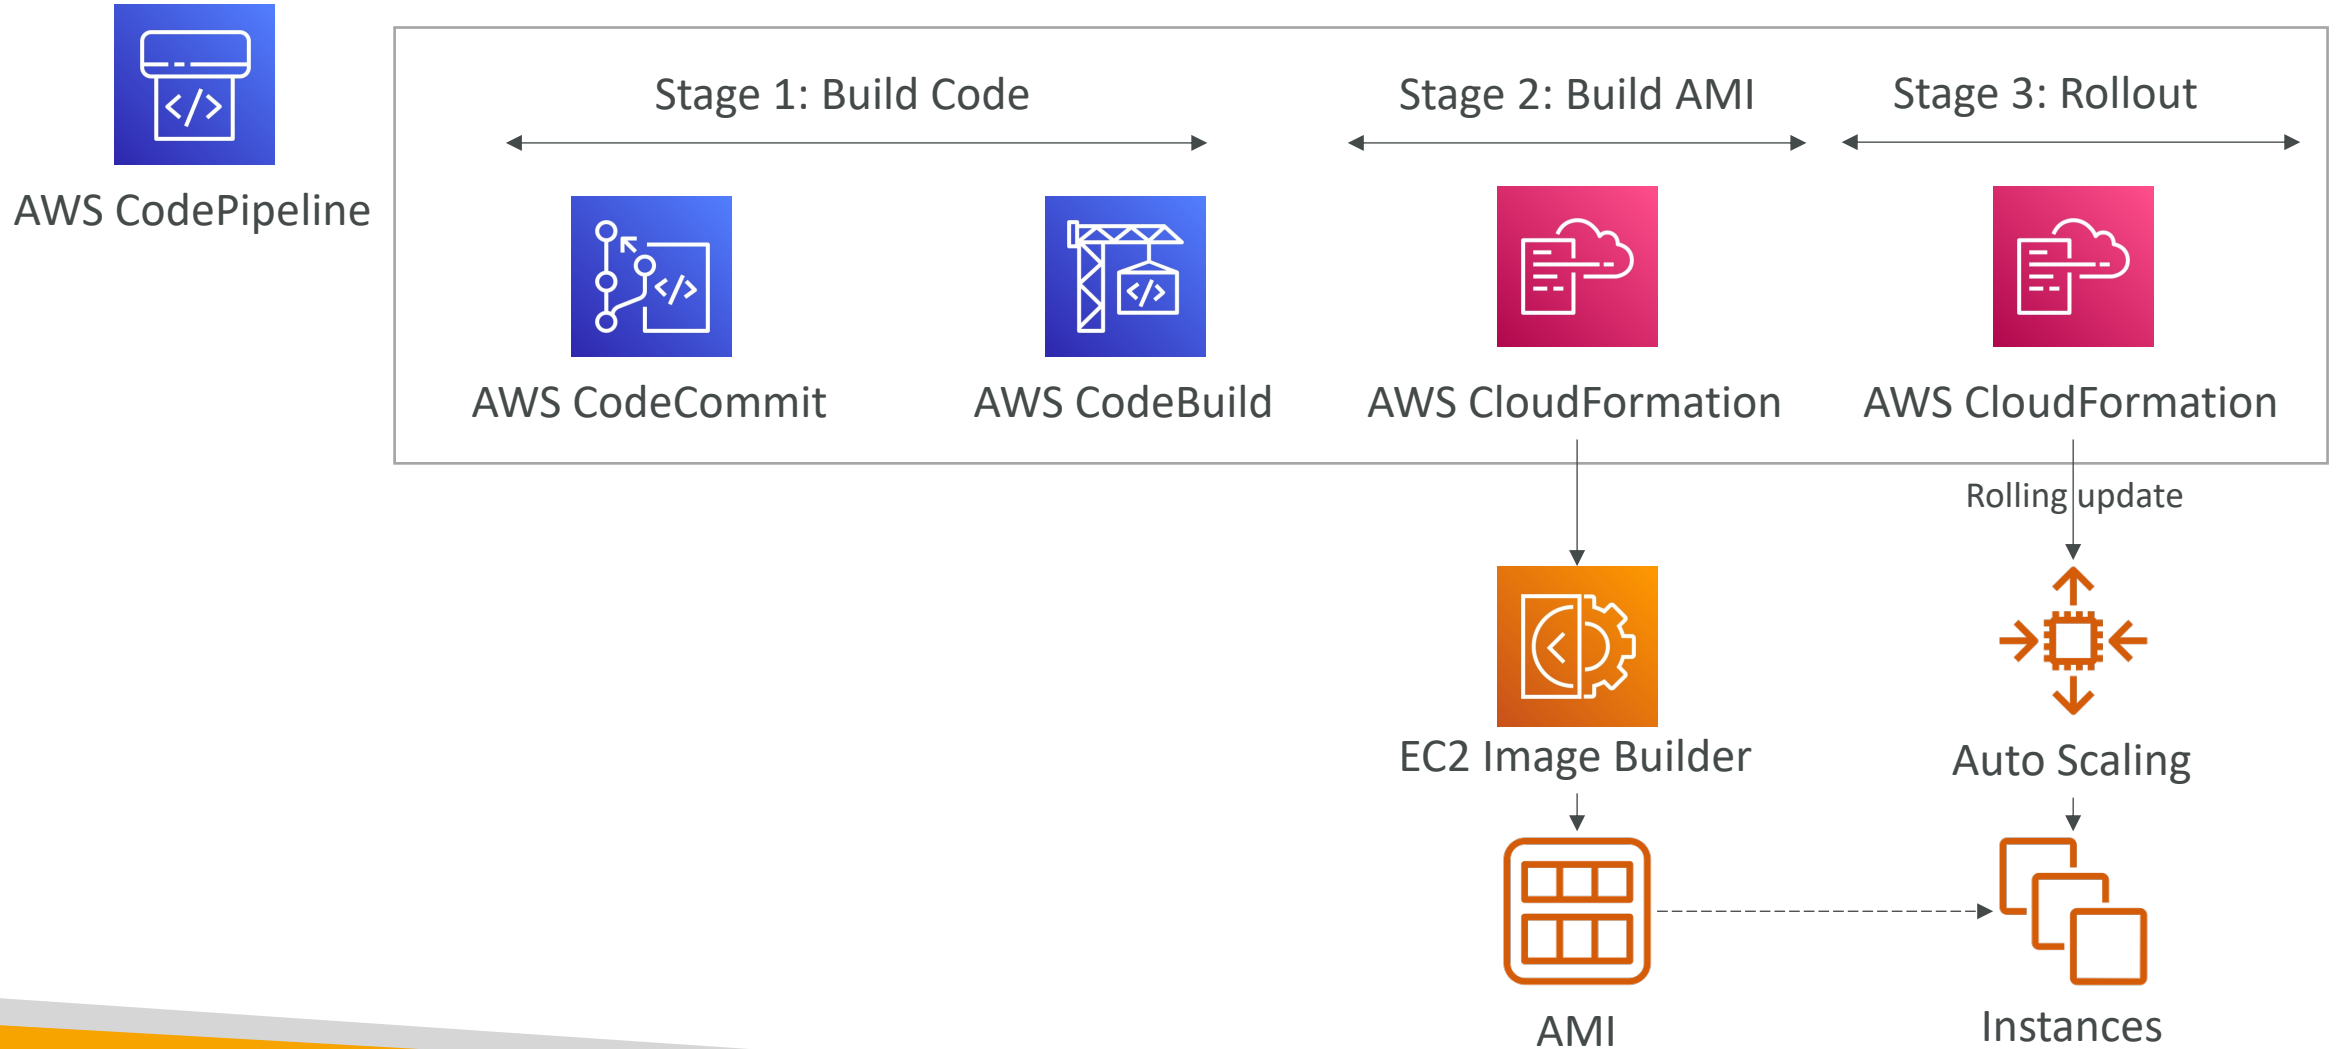 AWS CodePipeline
Stage 1: Build Code
Stage 2: Build AMI
Stage 3: Rollout
AWS CodeCommit
AWS CodeBuild
AWS CloudFormation
AWS CloudFormation
Rolling update
EC2 Image Builder
Auto Scaling
AMI
Instances